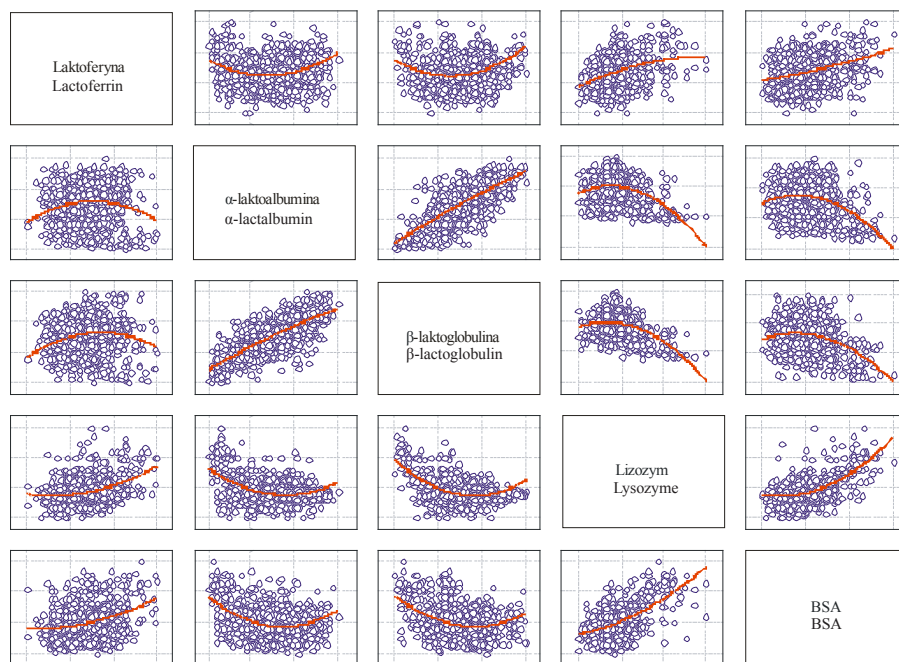 Laktoferyna
Lactoferrin
α-laktoalbumina
α-lactalbumin
β-laktoglobulina
β-lactoglobulin
Lizozym
Lysozyme
BSA
BSA